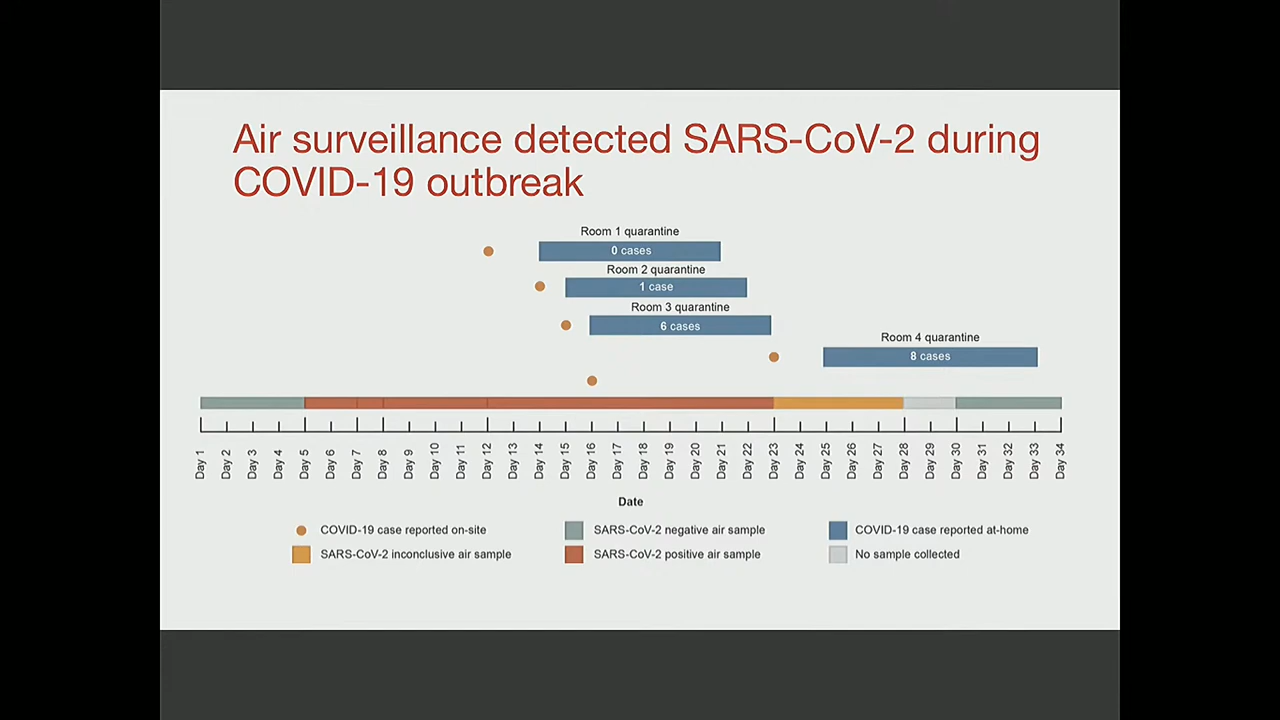 Air surveillance detected SARS-CoV-2 during
COVID-19 outbreak
Room 1 quarantine
0 cases
Room 2 quarantine
1 case
Room 3 quarantine
6 cases
Room 4 quarantine
8 cases
Day 1
Day 2
Day 3
Day 4
Day 5
Day 6
Day 7
Day 8
Day 9
Day 10
Day 11
Day 12
Day 13
Day 14
Day 15
Day 16
Day 17
Day 18
Day 19
Day 20
Day 21
Day 22
Day 23
Day 24
Day 25
Day 26
Day 27
Day 28
Day 29
Day 30
Day 31
Day 32
Day 33
Day 34
Date
COVID-19 case reported on-site
SARS-CoV-2 negative air sample
COVID-19 case reported at-home
SARS-CoV-2 inconclusive air sample
SARS-CoV-2 positive air sample
No sample collected